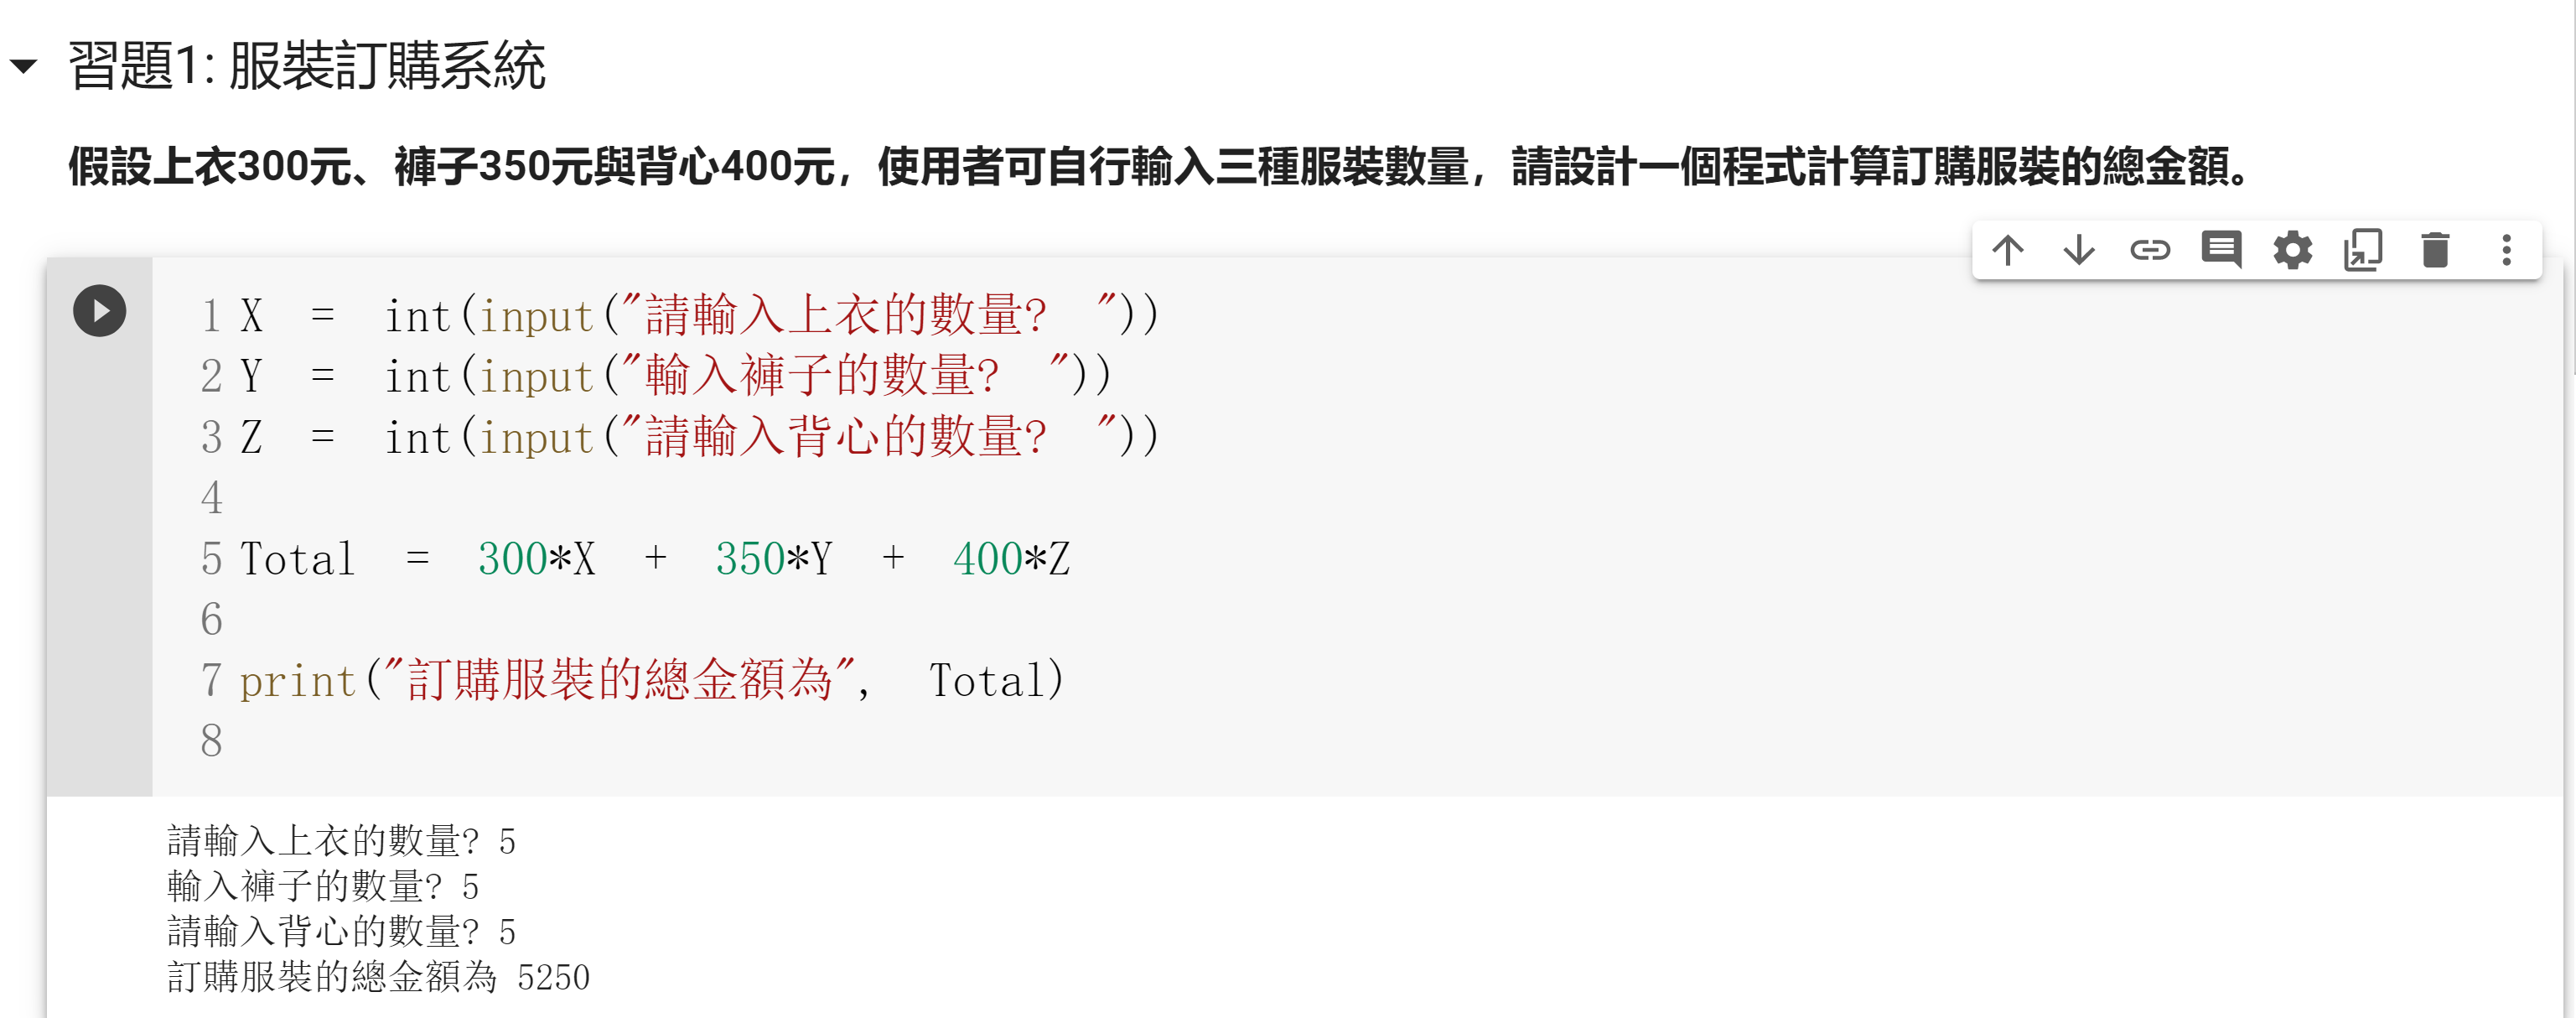 習題1: 服裝訂購系統
假設上衣300元、褲子350元與背心400元，使用者可自行輸入三種服裝數量，請設計一個程式計算訂購服裝的總金額。
1 X = int(input("請輸入上衣的數量? "))
2 Y = int(input("輸入褲子的數量? "))
3 Z = int(input("請輸入背心的數量? "))
4
5 Total = 300*X + 350*Y + 400*Z
6
7 print("訂購服裝的總金額為", Total)
8
請輸入上衣的數量? 5
輸入褲子的數量? 5
請輸入背心的數量? 5
訂購服裝的總金額為 5250